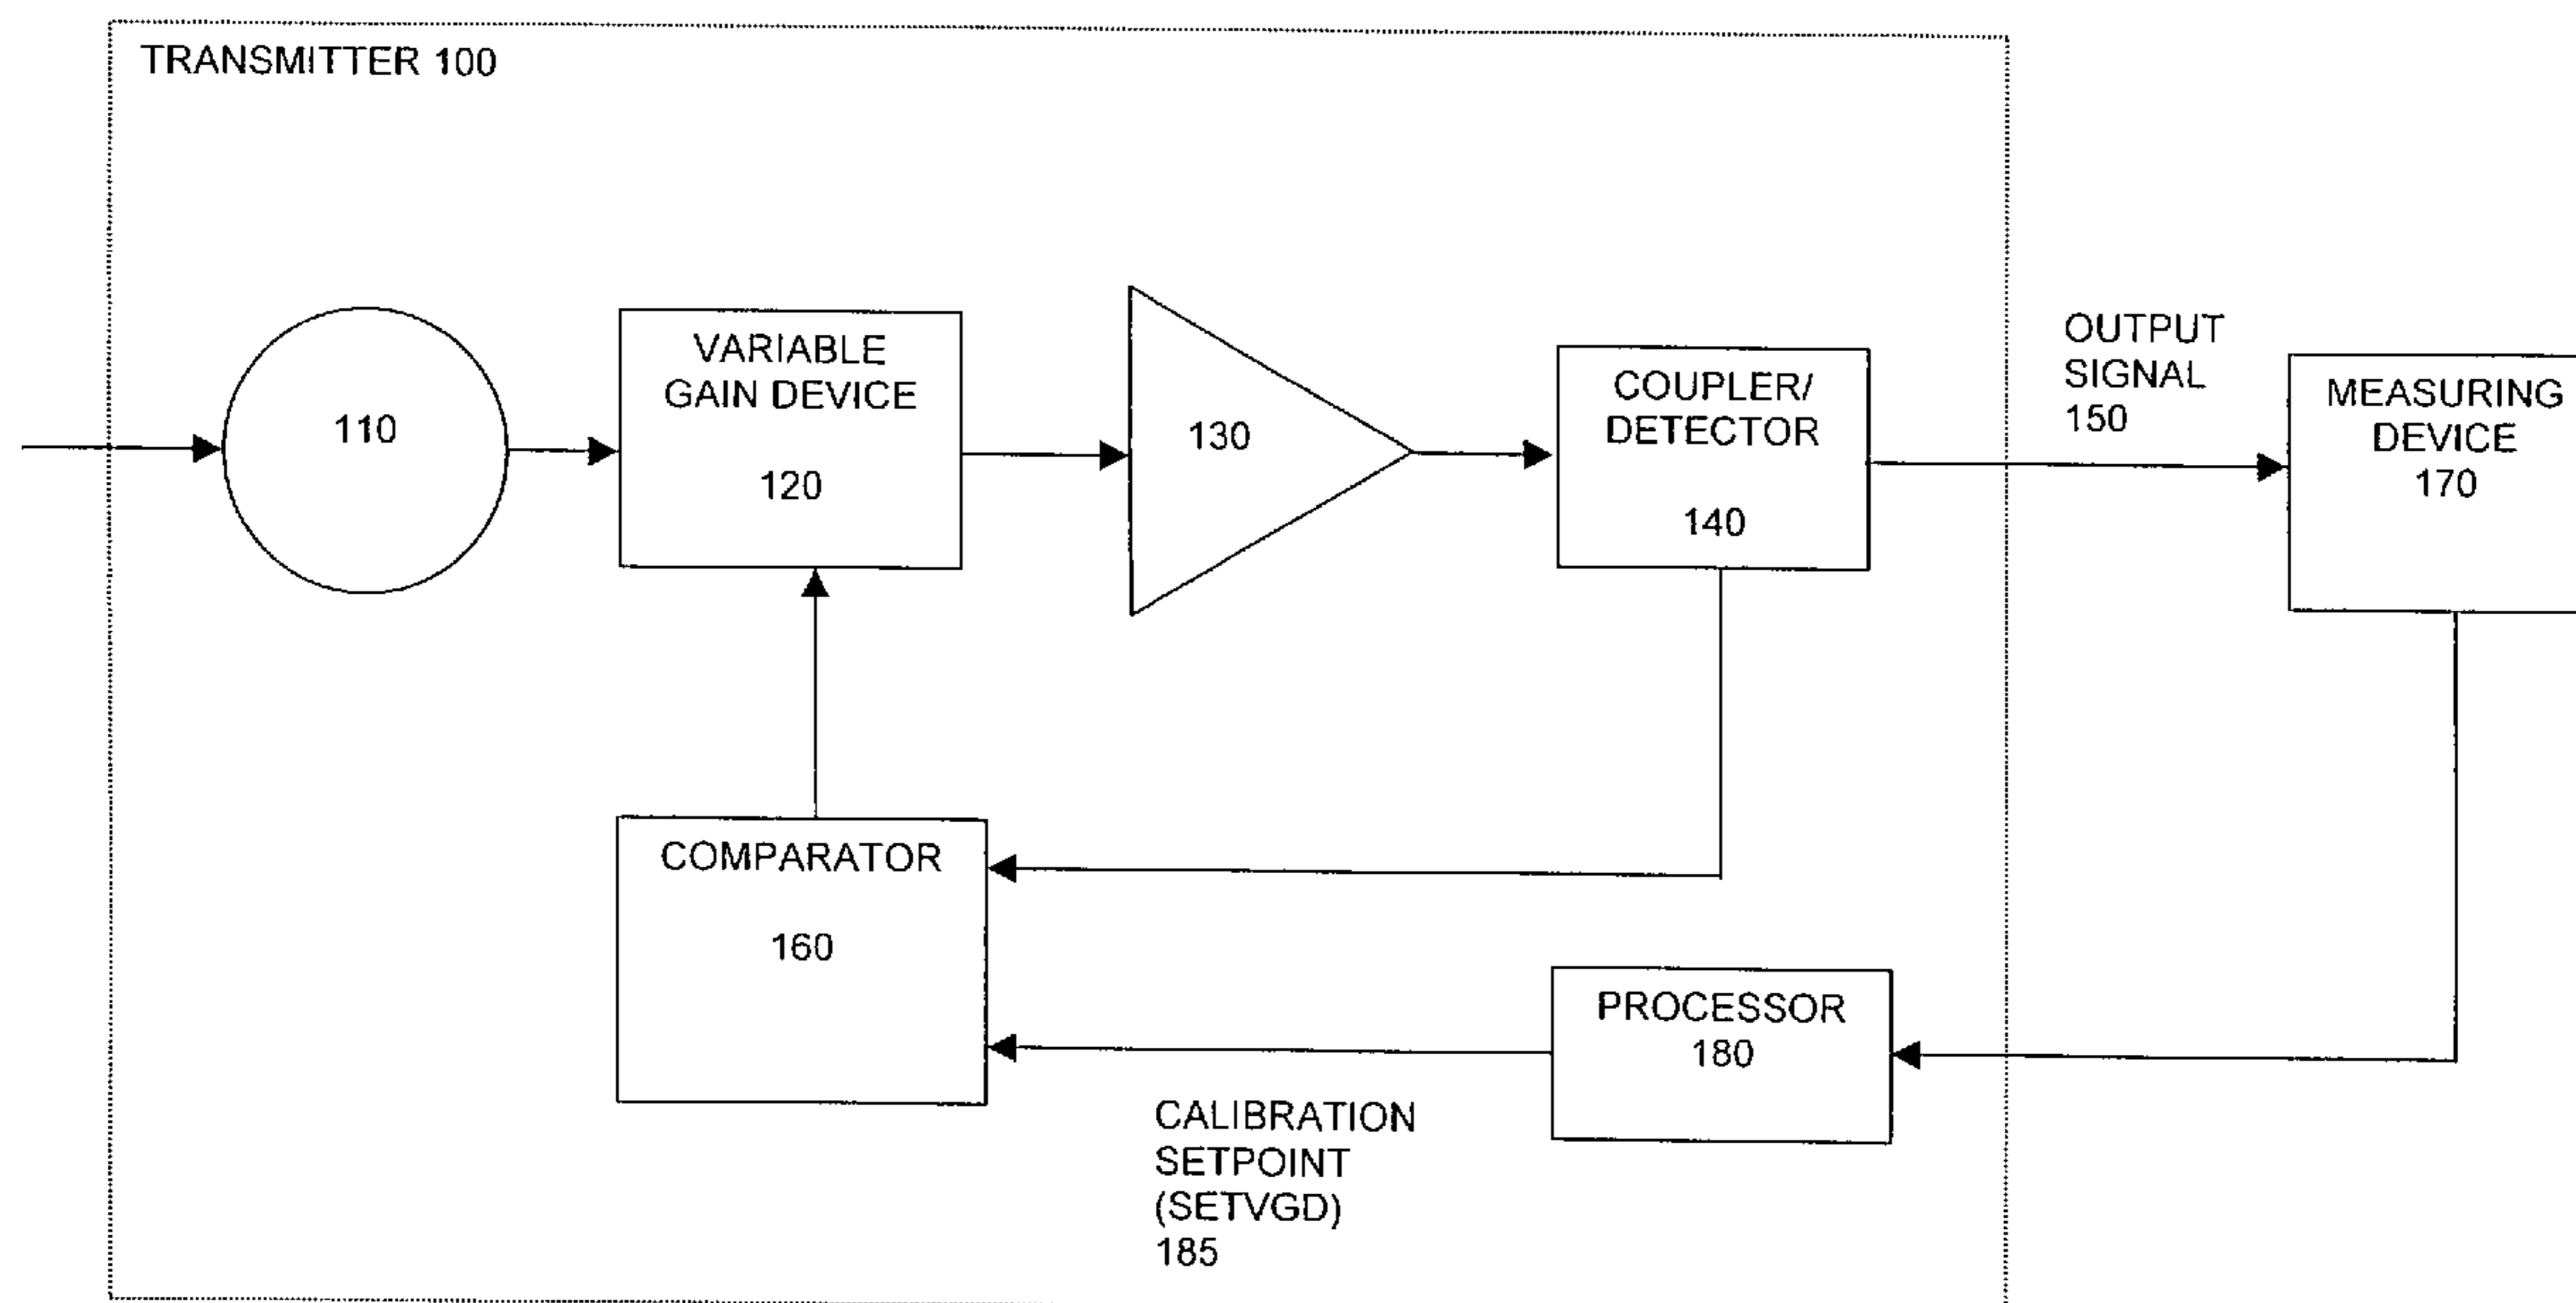 TRANSMITTER 100
110
VARIABLE
GAIN DEVICE
120
130
COUPLER/
DETECTOR
140
OUTPUT
SIGNAL
150
MEASURING
DEVICE
170
COMPARATOR
160
PROCESSOR
180
CALIBRATION
SETPOINT
(SETVGD)
185